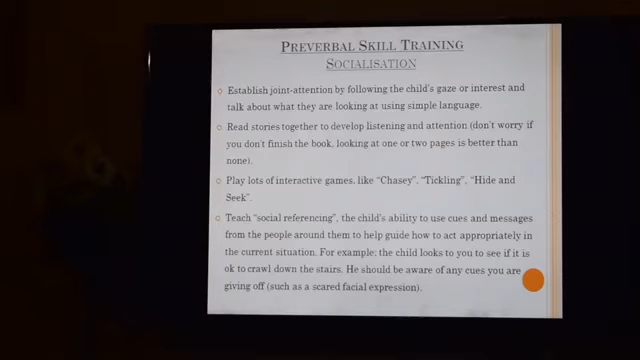 PREVERBAL SKILL TRAINING
SOCIALISATION
Establish joint-attention by following the child's gaze or interest and
talk about what they are looking at using simple language.
Read stories together to develop listening and attention (don't worry if
you don't finish the book, looking at one or two pages is better than
none).
Play lots of interactive games, like "Chasey", "Tickling", "Hide and
Seek".
Teach "social referencing", the child's ability to use cues and messages
from the people around them to help guide how to act appropriately in
the current situation. For example: the child looks to you to see if it is
ok to crawl down the stairs. He should be aware of any cues you are
giving off (such as a scared facial expression).